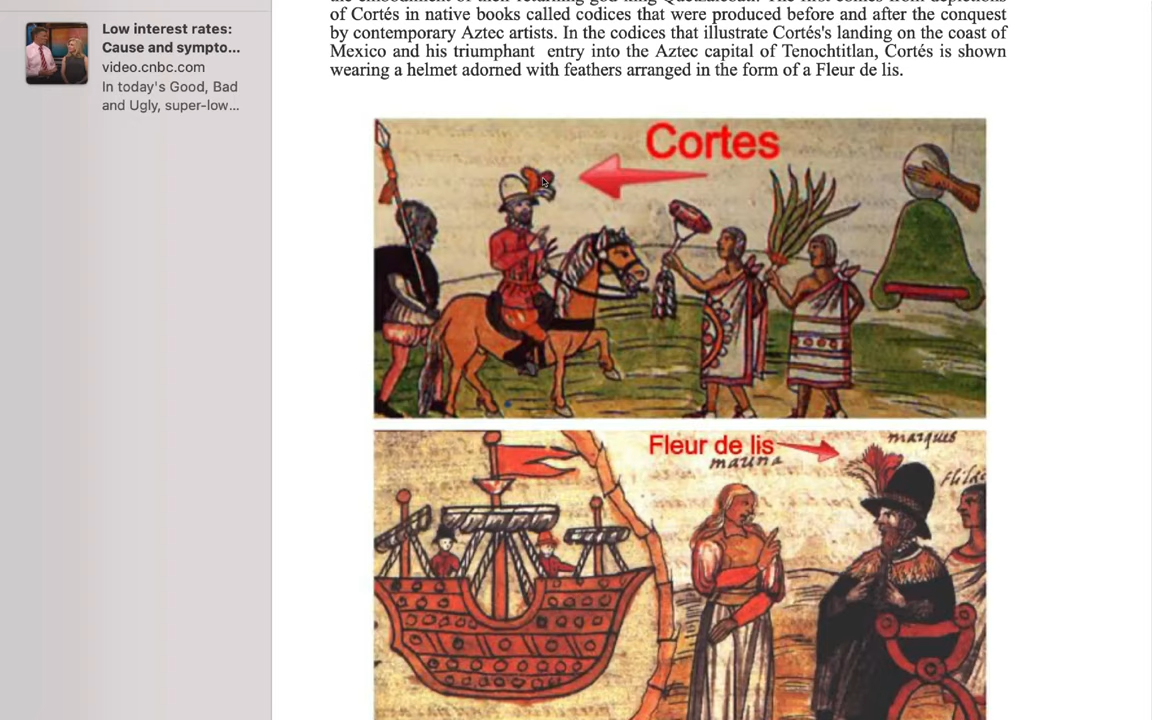 Low interest rates:
Cause and sympto...
video.cnbc.com
In today's Good, Bad
and Ugly, super-low...
of Cortés in native books called codices that were produced before and after the conquest
by contemporary Aztec artists. In the codices that illustrate Cortés's landing on the coast of
Mexico and his triumphant entry into the Aztec capital of Tenochtitlan, Cortés is shown
wearing a helmet adorned with feathers arranged in the form of a Fleur de lis.
Cortes
Fleur de lis
marques